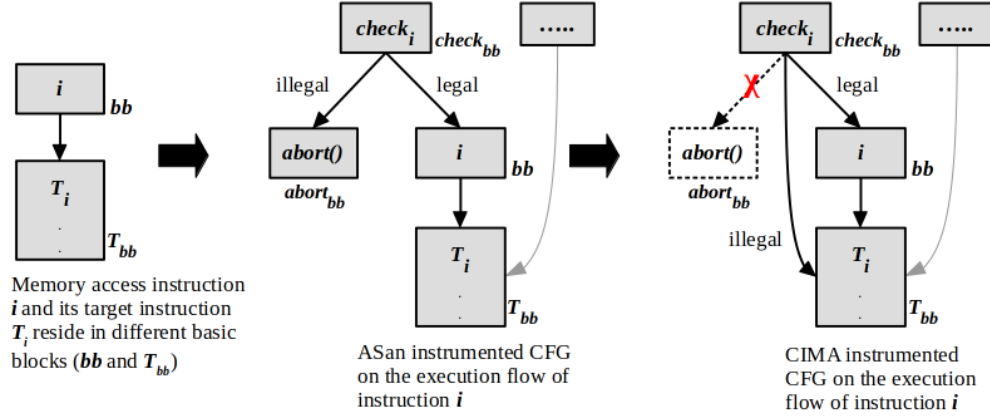 i
bb
T_i
.
.
T_bb
Memory access instruction
i and its target instruction
T_i reside in different basic
blocks (bb and T_bb)
check_i
check_bb
.....
illegal
legal
abort()
abort_bb
i
bb
T_i
.
.
T_bb
ASan instrumented CFG
on the execution flow of
instruction i
check_i
check_bb
.....
X
legal
abort()
abort_bb
i
bb
illegal
T_i
.
.
T_bb
CIMA instrumented
CFG on the execution
flow of instruction i